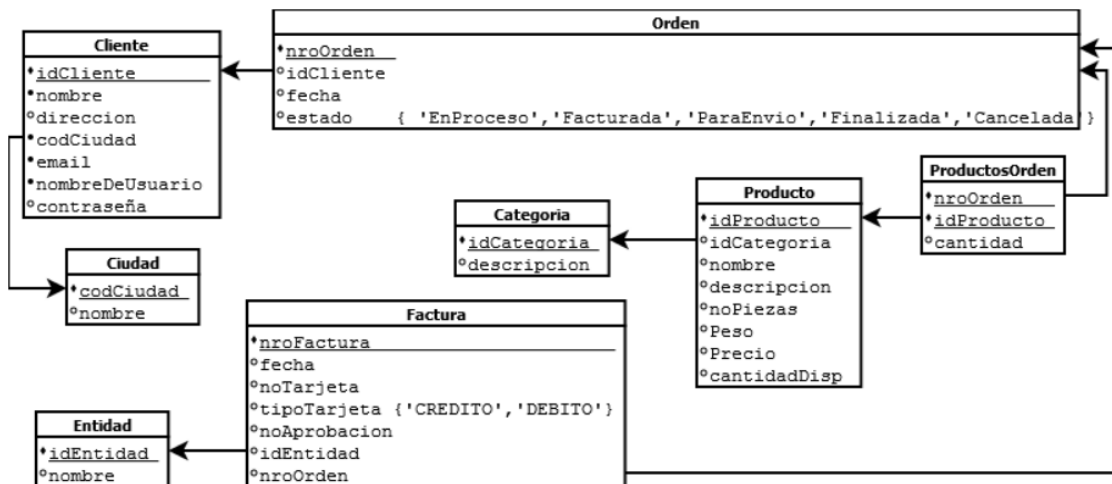 Orden
nroOrden
idCliente
fecha
estado { 'EnProceso','Facturada','ParaEnvio','Finalizada','Cancelada'}
Cliente
idCliente
nombre
direccion
codCiudad
email
nombreDeUsuario
contraseña
ProductosOrden
nroOrden
idProducto
cantidad
Producto
idProducto
idCategoria
nombre
descripcion
noPiezas
Peso
Precio
cantidadDisp
Categoria
idCategoria
descripcion
Ciudad
codCiudad
nombre
Factura
nroFactura
fecha
noTarjeta
tipoTarjeta {'CREDITO','DEBITO'}
noAprobacion
idEntidad
nroOrden
Entidad
idEntidad
nombre